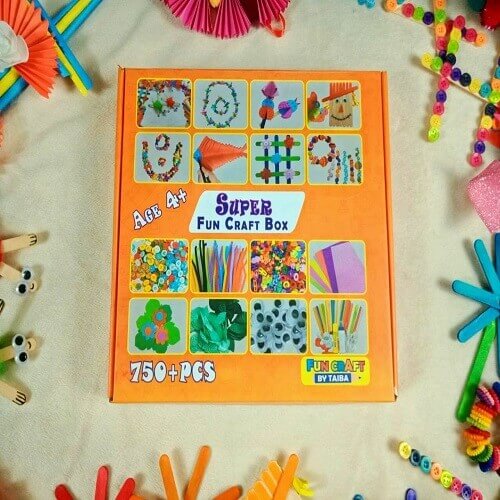 AGE 4+
SUPER
FUN CRAFT BOX
750+PCS
FUN CRAFT
BY TAIBA